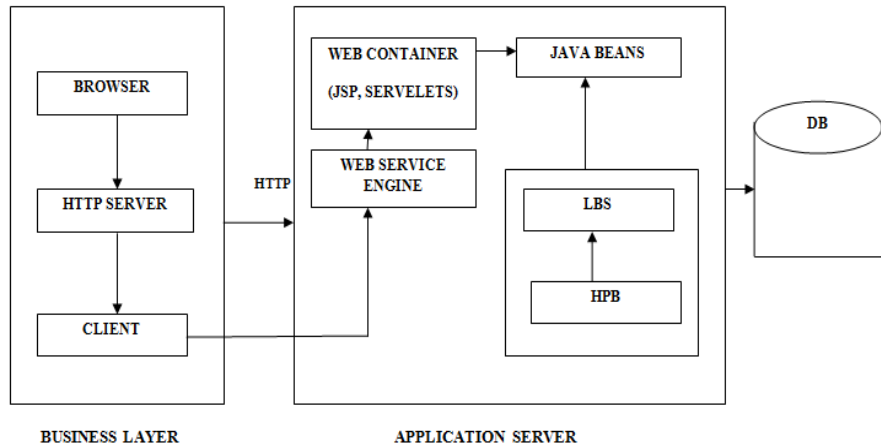 BROWSER
HTTP SERVER
CLIENT
BUSINESS LAYER
HTTP
WEB CONTAINER
(JSP, SERVELETS)
WEB SERVICE
ENGINE
JAVA BEANS
LBS
HPB
APPLICATION SERVER
DB